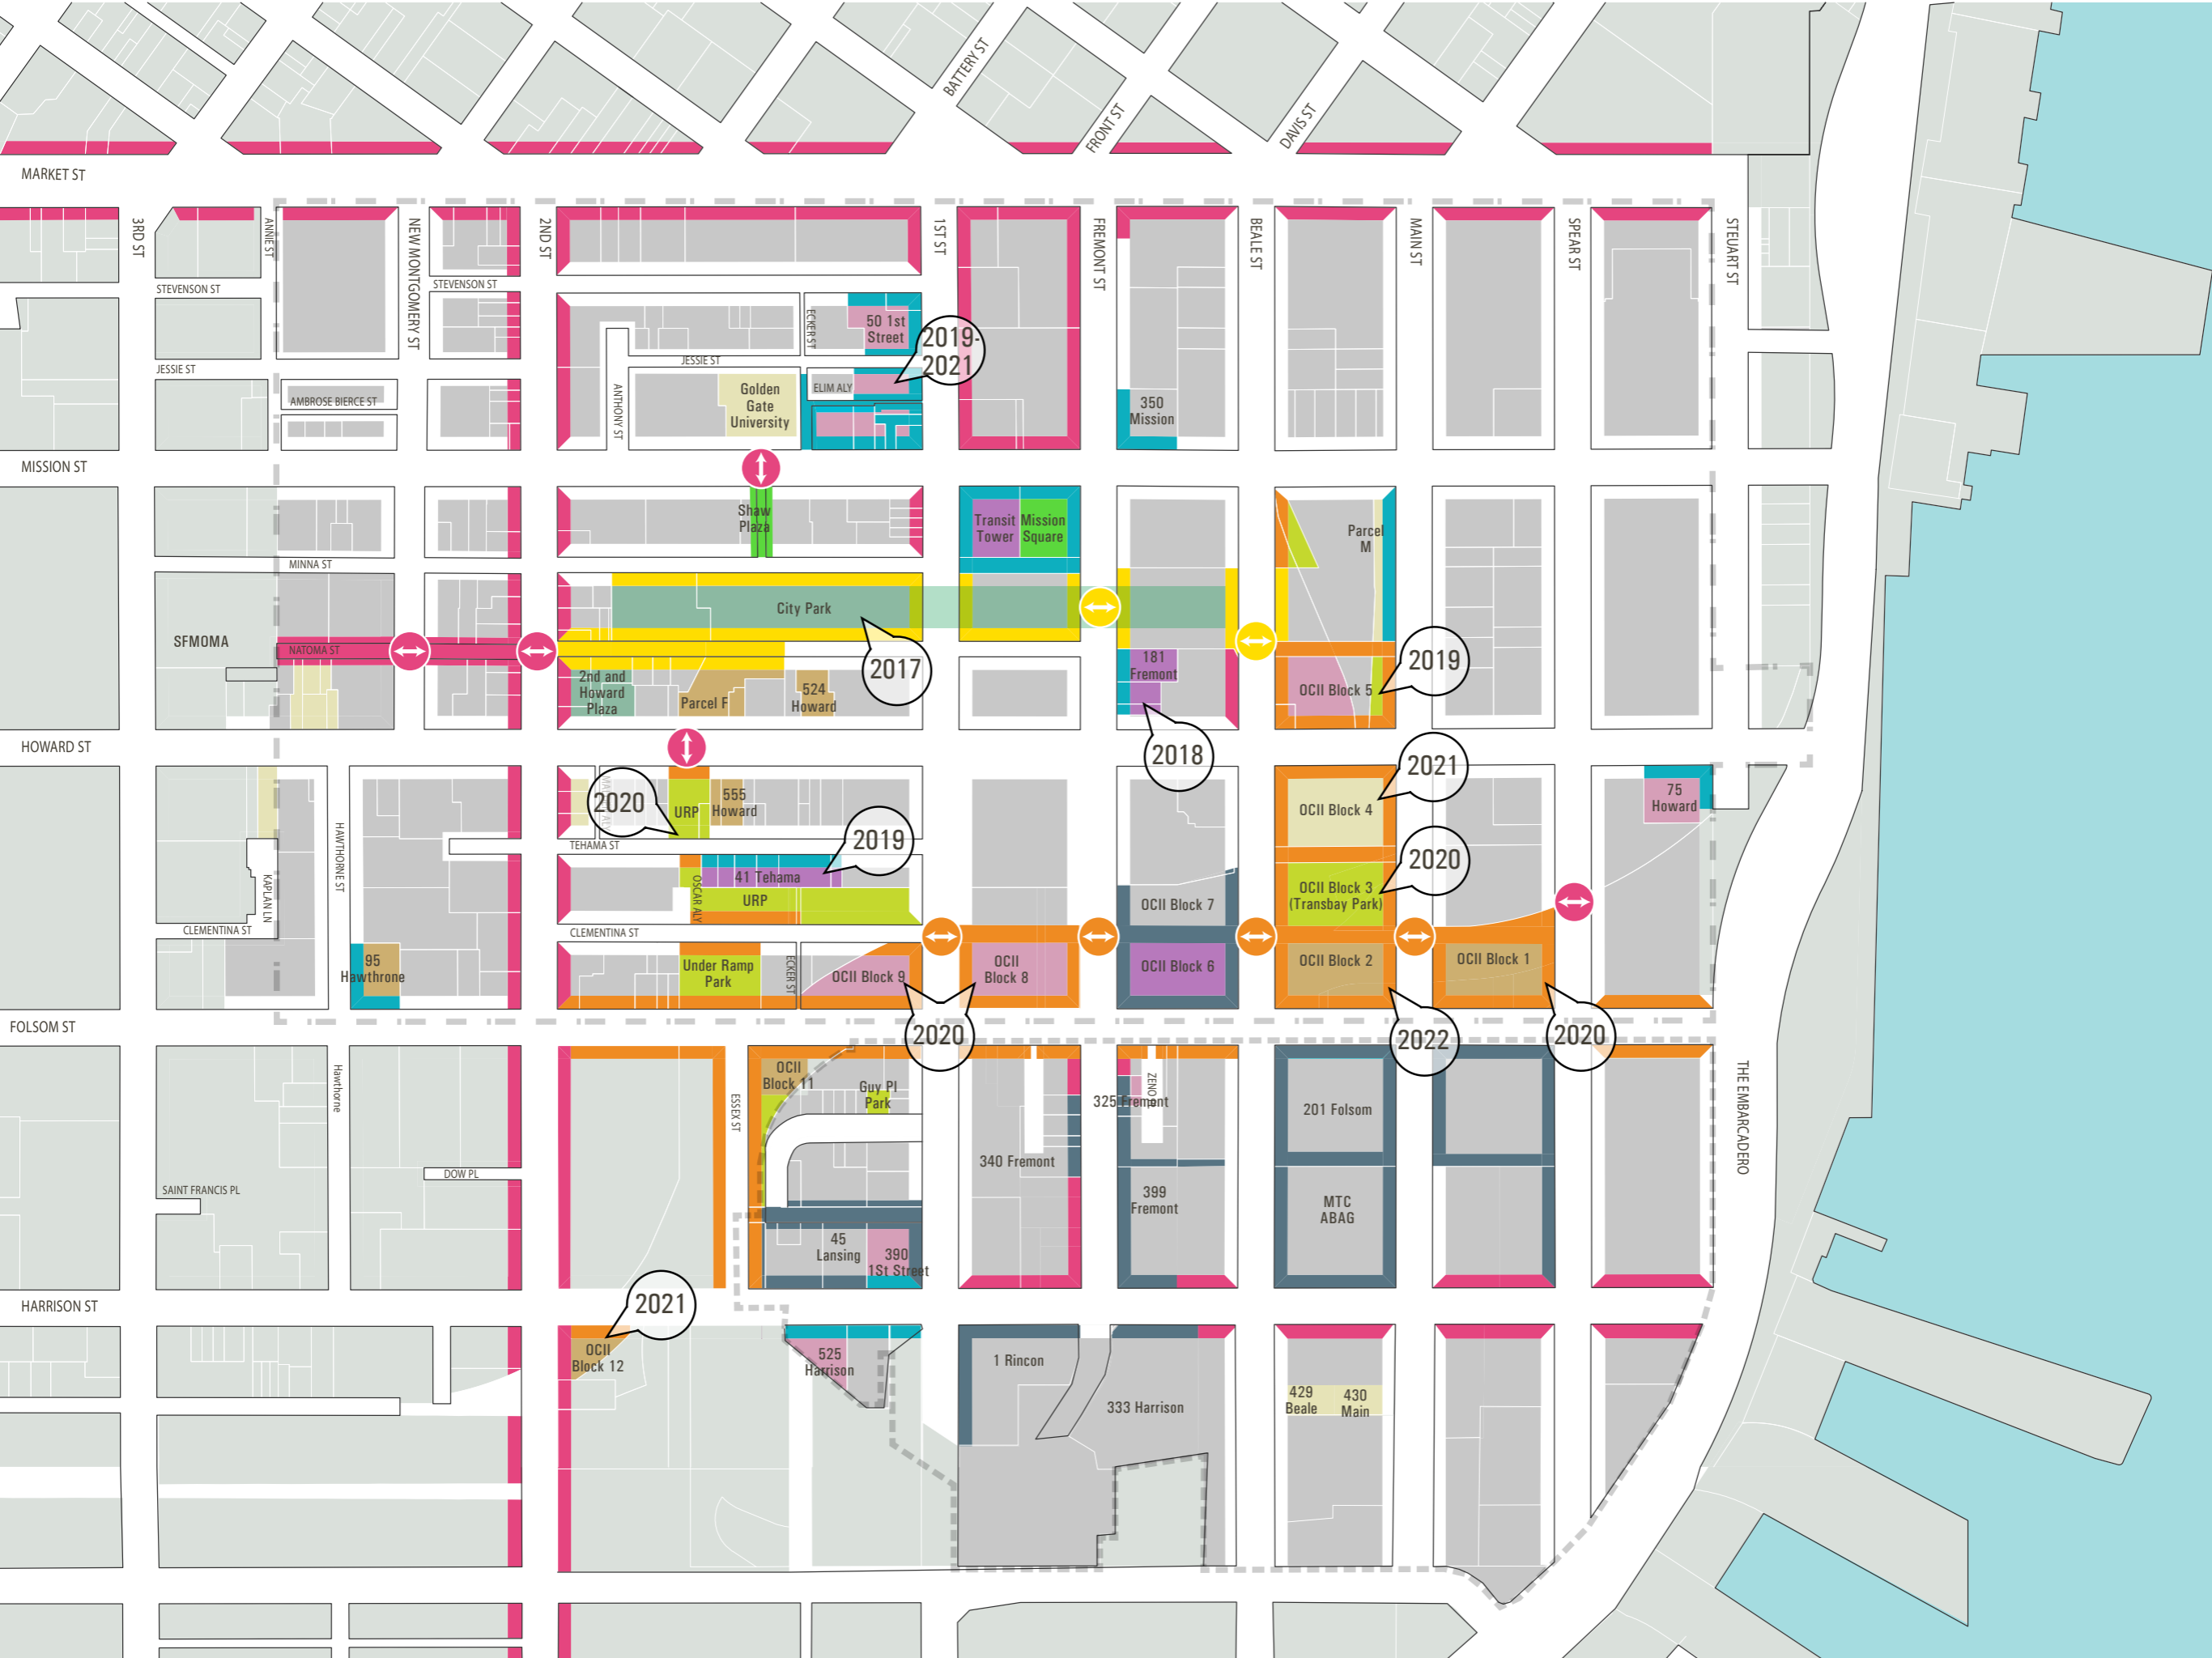 BATTERY ST
FRONT ST
DAVIS ST
MARKET ST
3RD ST
ANNIE ST
NEW MONTGOMERY ST
2ND ST
1ST ST
FREMONT ST
BEALE ST
MAIN ST
SPEAR ST
STEUART ST
STEVENSON ST
STEVENSON ST
ECKER ST
50 1st
Street
2019-
2021
JESSIE ST
JESSIE ST
ANTHONY ST
Golden
Gate
University
ELIM ALY
AMBROSE BIERCE ST
350
Mission
MISSION ST
Shaw
Plaza
Transit
Tower
Mission
Square
Parcel
M
MINNA ST
City Park
SFMOMA
NATOMA ST
2017
2nd and
Howard
Plaza
Parcel F
524
Howard
181
Fremont
OCII Block 5
2019
HOWARD ST
2018
2020
URP
555
Howard
2021
OCII Block 4
75
Howard
HAWTHORNE ST
TEHAMA ST
2019
41 Tehama
OSCAR ALY
URP
2020
OCII Block 3
(Transbay Park)
OCII Block 7
KAPLAN LN
CLEMENTINA ST
CLEMENTINA ST
95
Hawthrone
Under Ramp
Park
ECKER ST
OCII Block 9
OCII
Block 8
OCII Block 6
OCII Block 2
OCII Block 1
FOLSOM ST
2020
2022
2020
Hawthorne
ESSEX ST
OCII
Block 11
Guy Pl
Park
325 Fremont
201 Folsom
THE EMBARCADERO
DOW PL
340 Fremont
SAINT FRANCIS PL
399
Fremont
MTC
ABAG
45
Lansing
390
1St Street
HARRISON ST
2021
OCII
Block 12
525
Harrison
1 Rincon
333 Harrison
429
Beale
430
Main